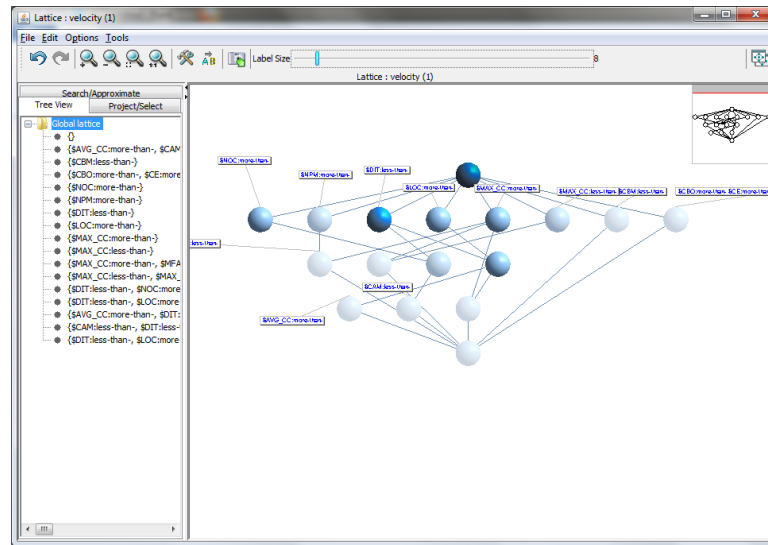 Lattice : velocity (1)
File Edit Options Tools
Label Size
8
Lattice : velocity (1)
Search/Approximate
Tree View
Project/Select
Global lattice
{}
{$AVG_CC:more-than-, $CAM
{$CBM:less-than-}
{$CBO:more-than-, $CE:more
{$NOC:more-than-}
{$NPM:more-than-}
{$DIT:less-than-}
{$LOC:more-than-}
{$MAX_CC:more-than-}
{$MAX_CC:less-than-}
{$MAX_CC:more-than-, $MFA
{$MAX_CC:less-than-, $MAX_
{$DIT:less-than-, $NOC:more
{$DIT:less-than-, $LOC:more
{$AVG_CC:more-than-, $DIT:
{$CAM:less-than-, $DIT:less-
{$DIT:less-than-, $LOC:more
$NOC:more-than-
$NPM:more-than-
$DIT:less-than-
$LOC:more-than-
$MAX_CC:more-than-
$MAX_CC:less-than-
$CBM:less-than-
$CBO:more-than- $CE:more-than-
less-than-
$CAM:less-than-
$AVG_CC:more-than-